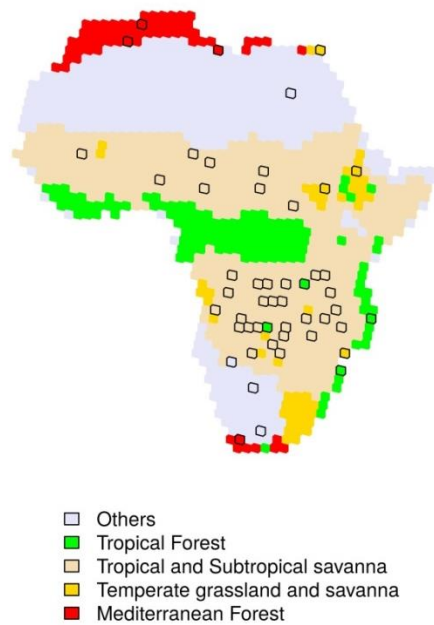 Others
Tropical Forest
Tropical and Subtropical savanna
Temperate grassland and savanna
Mediterranean Forest